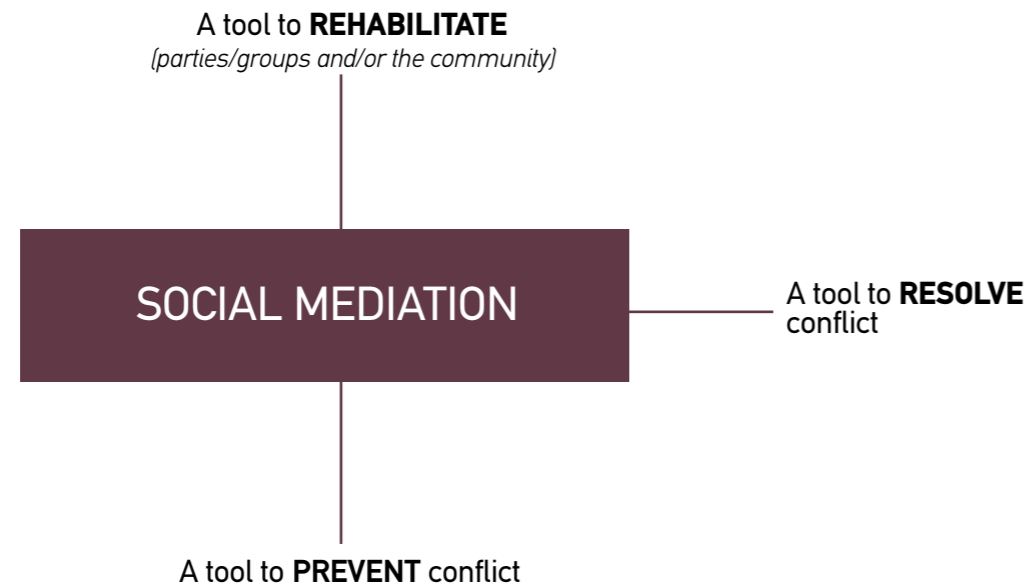 A tool to REHABILITATE
(parties/groups and/or the community)
SOCIAL MEDIATION
A tool to RESOLVE
conflict
A tool to PREVENT conflict